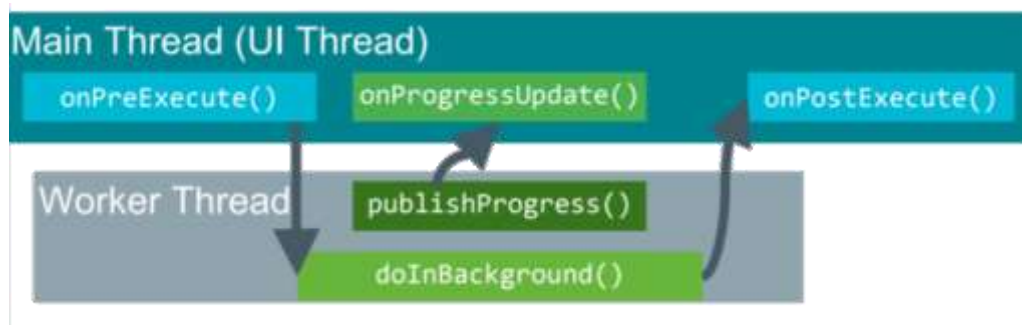 Main Thread (UI Thread)
onPreExecute() onProgressUpdate() onPostExecute()
Worker Thread publishProgress()
doInBackground()